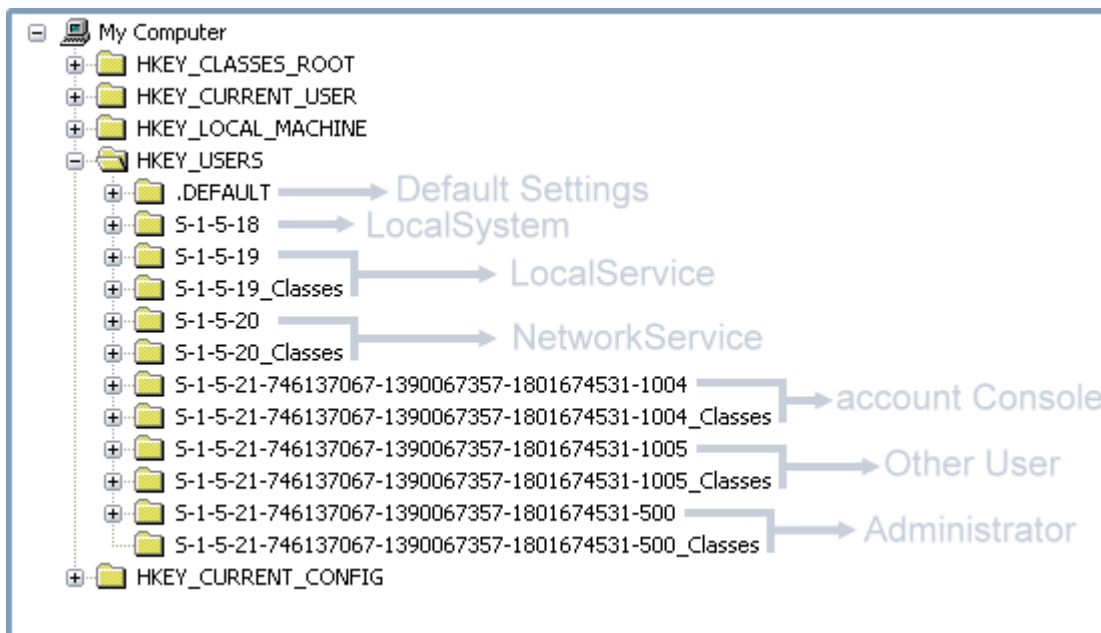 My Computer
HKEY_CLASSES_ROOT
HKEY_CURRENT_USER
HKEY_LOCAL_MACHINE
HKEY_USERS
.DEFAULT Default Settings
S-1-5-18 LocalSystem
S-1-5-19
LocalService
S-1-5-19_Classes
S-1-5-20
NetworkService
S-1-5-20_Classes
S-1-5-21-746137067-1390067357-1801674531-1004
account Console
S-1-5-21-746137067-1390067357-1801674531-1004_Classes
S-1-5-21-746137067-1390067357-1801674531-1005
Other User
S-1-5-21-746137067-1390067357-1801674531-1005_Classes
S-1-5-21-746137067-1390067357-1801674531-500
Administrator
S-1-5-21-746137067-1390067357-1801674531-500_Classes
HKEY_CURRENT_CONFIG